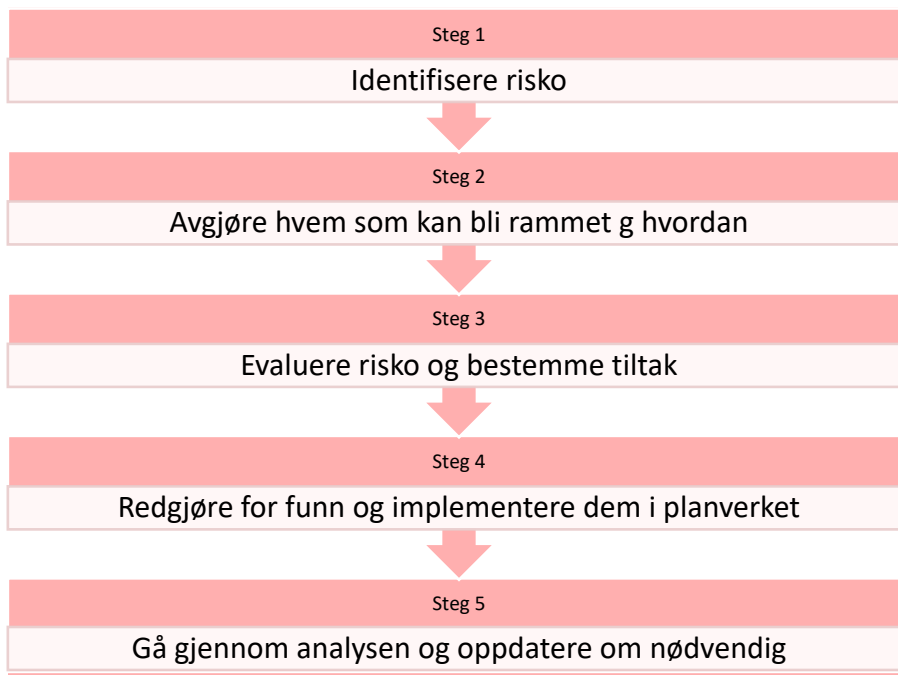 Steg 1
Identifisere risko
Steg 2
Avgjøre hvem som kan bli rammet g hvordan
Steg 3
Evaluere risko og bestemme tiltak
Steg 4
Redgjøre for funn og implementere dem i planverket
Steg 5
Gå gjennom analysen og oppdatere om nødvendig